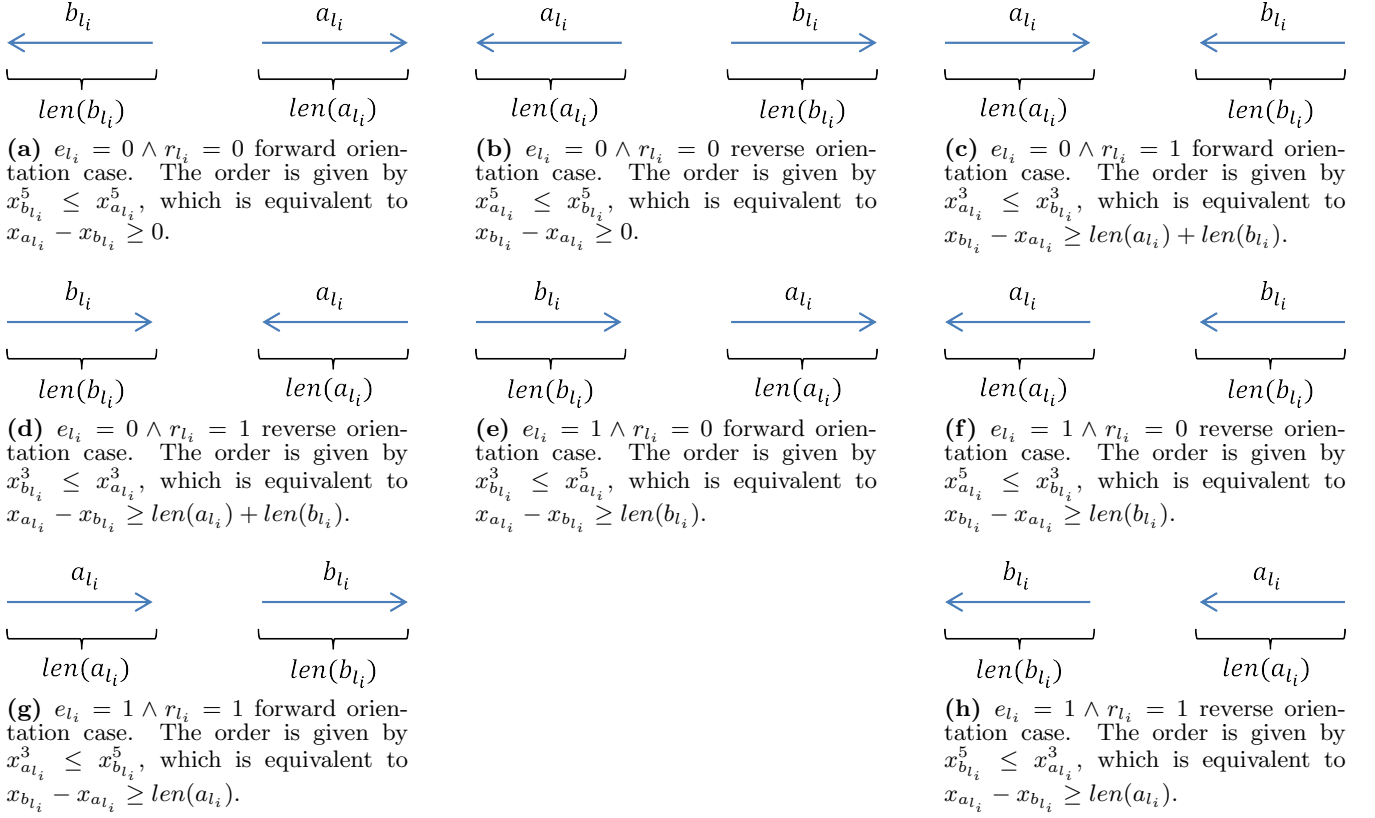 b_{l_i}
a_{l_i}
len(b_{l_i})
len(a_{l_i})
(a) e_{l_i} = 0 ∧ r_{l_i} = 0 forward orien-
tation case. The order is given by
x^5_{b_{l_i}} ≤ x^5_{a_{l_i}}, which is equivalent to
x_{a_{l_i}} − x_{b_{l_i}} ≥ 0.
a_{l_i}
b_{l_i}
len(a_{l_i})
len(b_{l_i})
(b) e_{l_i} = 0 ∧ r_{l_i} = 0 reverse orien-
tation case. The order is given by
x^5_{a_{l_i}} ≤ x^5_{b_{l_i}}, which is equivalent to
x_{b_{l_i}} − x_{a_{l_i}} ≥ 0.
a_{l_i}
b_{l_i}
len(a_{l_i})
len(b_{l_i})
(c) e_{l_i} = 0 ∧ r_{l_i} = 1 forward orien-
tation case. The order is given by
x^3_{a_{l_i}} ≤ x^3_{b_{l_i}}, which is equivalent to
x_{b_{l_i}} − x_{a_{l_i}} ≥ len(a_{l_i}) + len(b_{l_i}).
b_{l_i}
a_{l_i}
len(b_{l_i})
len(a_{l_i})
(d) e_{l_i} = 0 ∧ r_{l_i} = 1 reverse orien-
tation case. The order is given by
x^3_{b_{l_i}} ≤ x^3_{a_{l_i}}, which is equivalent to
x_{a_{l_i}} − x_{b_{l_i}} ≥ len(a_{l_i}) + len(b_{l_i}).
b_{l_i}
a_{l_i}
len(b_{l_i})
len(a_{l_i})
(e) e_{l_i} = 1 ∧ r_{l_i} = 0 forward orien-
tation case. The order is given by
x^3_{b_{l_i}} ≤ x^5_{a_{l_i}}, which is equivalent to
x_{a_{l_i}} − x_{b_{l_i}} ≥ len(b_{l_i}).
a_{l_i}
b_{l_i}
len(a_{l_i})
len(b_{l_i})
(f) e_{l_i} = 1 ∧ r_{l_i} = 0 reverse orien-
tation case. The order is given by
x^5_{a_{l_i}} ≤ x^3_{b_{l_i}}, which is equivalent to
x_{b_{l_i}} − x_{a_{l_i}} ≥ len(b_{l_i}).
a_{l_i}
b_{l_i}
len(a_{l_i})
len(b_{l_i})
(g) e_{l_i} = 1 ∧ r_{l_i} = 1 forward orien-
tation case. The order is given by
x^3_{a_{l_i}} ≤ x^5_{b_{l_i}}, which is equivalent to
x_{b_{l_i}} − x_{a_{l_i}} ≥ len(a_{l_i}).
b_{l_i}
a_{l_i}
len(b_{l_i})
len(a_{l_i})
(h) e_{l_i} = 1 ∧ r_{l_i} = 1 reverse orien-
tation case. The order is given by
x^5_{b_{l_i}} ≤ x^3_{a_{l_i}}, which is equivalent to
x_{a_{l_i}} − x_{b_{l_i}} ≥ len(a_{l_i}).